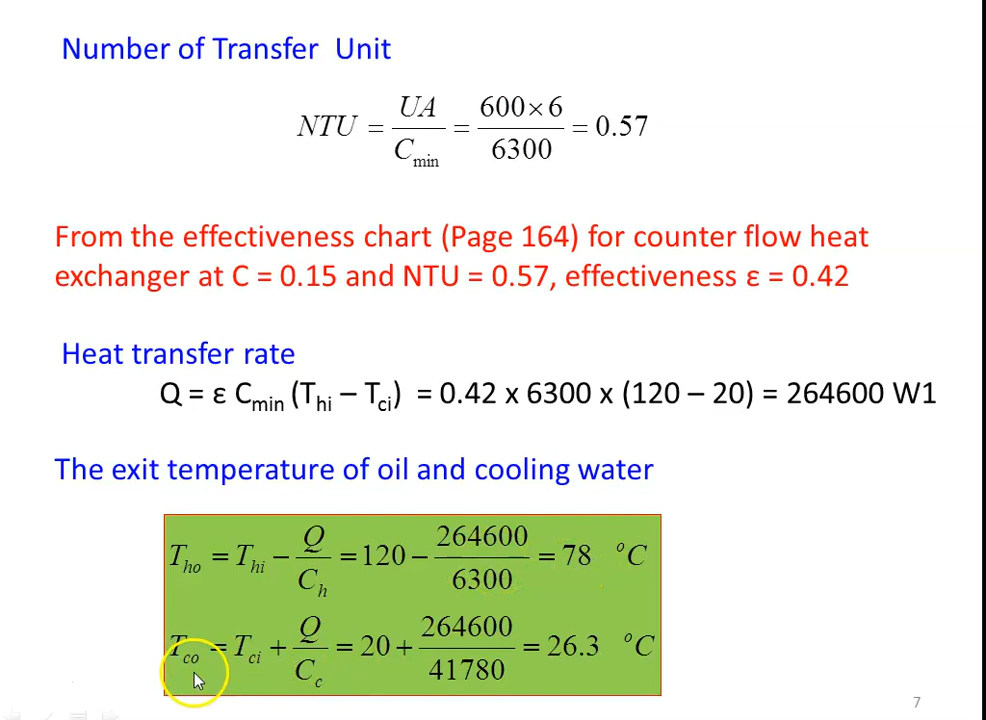 Number of Transfer Unit
NTU = UA / C_min = 600 × 6 / 6300 = 0.57
From the effectiveness chart (Page 164) for counter flow heat
exchanger at C = 0.15 and NTU = 0.57, effectiveness ε = 0.42
Heat transfer rate
Q = ε C_min (T_hi – T_ci) = 0.42 x 6300 x (120 – 20) = 264600 W1
The exit temperature of oil and cooling water
T_ho = T_hi − Q / C_h = 120 − 264600 / 6300 = 78 °C
T_co = T_ci + Q / C_c = 20 + 264600 / 41780 = 26.3 °C
7